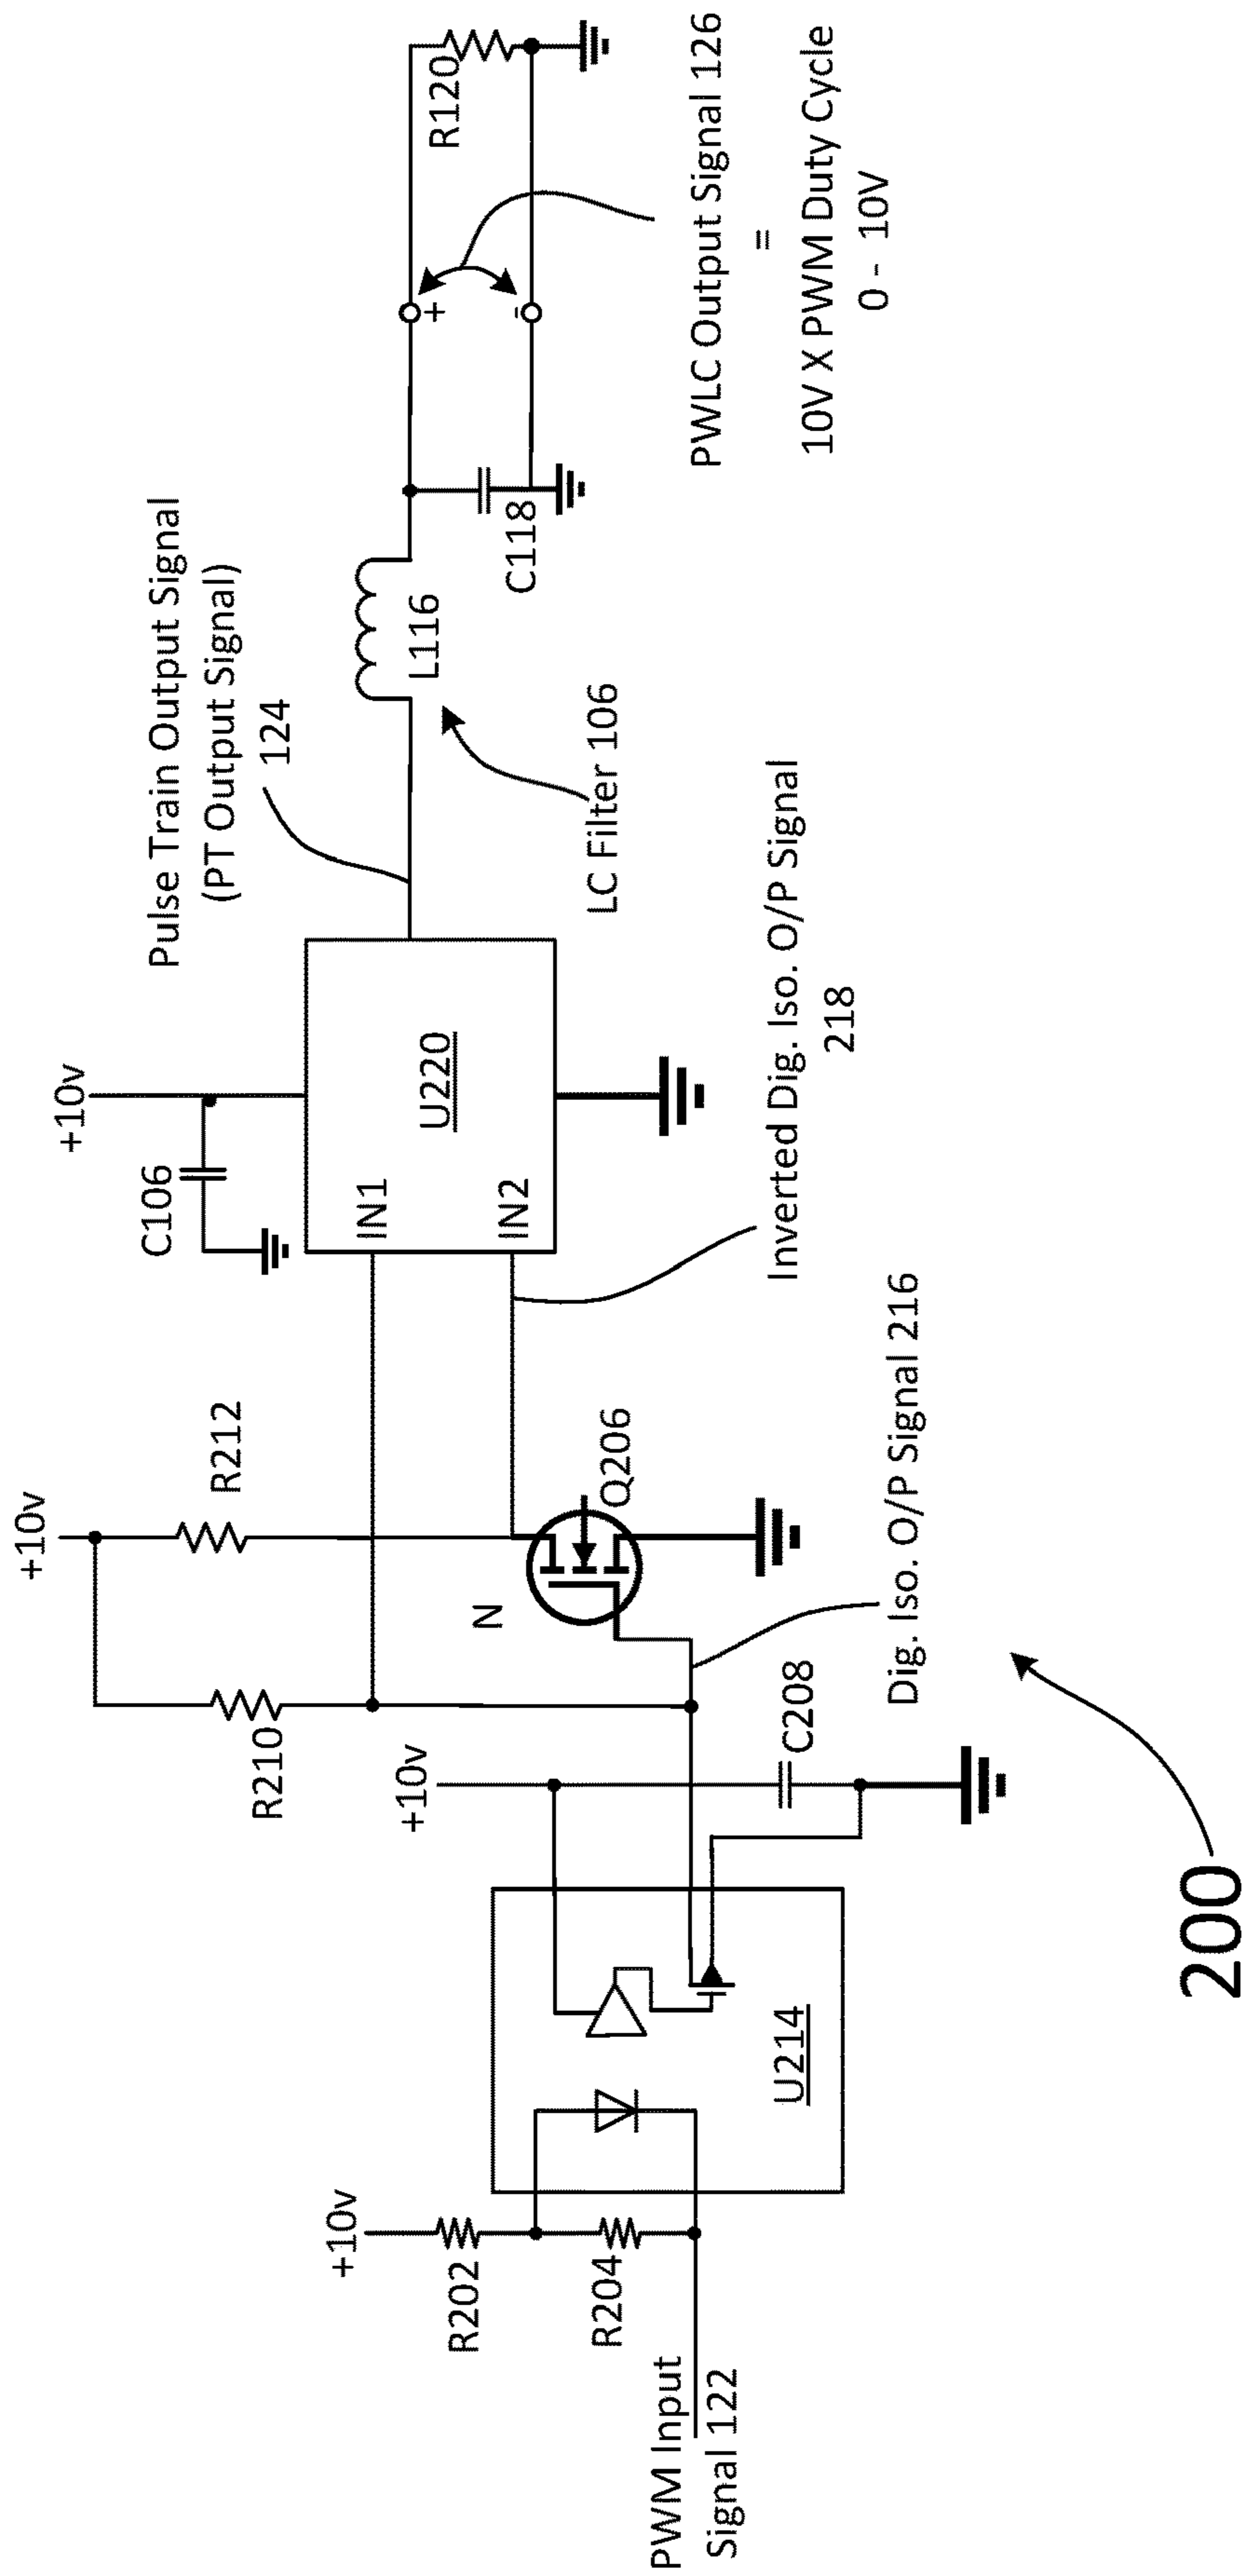 +10v
R202
R204
PWM Input
Signal 122
U214
+10v
C208
R210
+10v
R212
N
Q206
Dig. Iso. O/P Signal 216
Inverted Dig. Iso. O/P Signal
218
+10v
C106
IN1
IN2
U220
Pulse Train Output Signal
(PT Output Signal)
124
L116
LC Filter 106
C118
+
-
R120
PWLC Output Signal 126
=
10V X PWM Duty Cycle
0 - 10V
200